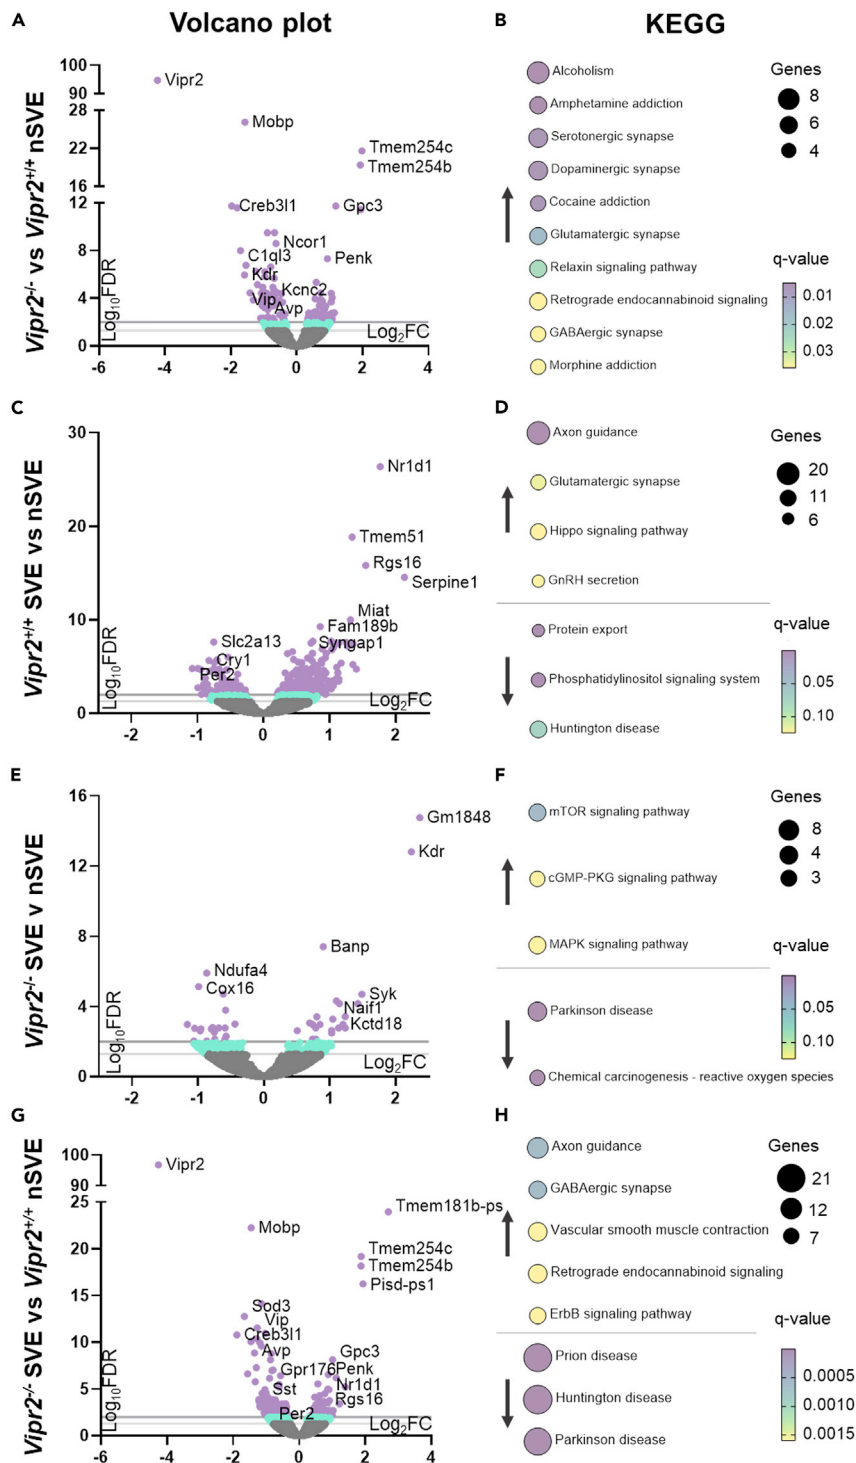 Volcano plot
KEGG
A
Vipr2-/- vs Vipr2+/+ nSVE
100
90
28
22
16
12
8
4
0
-6
-4
-2
0
2
4
Log10FDR
Log2FC
Vipr2
Mobp
Tmem254c
Tmem254b
Creb3l1
Gpc3
Ncor1
C1ql3
Penk
Kdr
Kcnc2
Vip
Avp
B
Alcoholism
Amphetamine addiction
Serotonergic synapse
Dopaminergic synapse
Cocaine addiction
Glutamatergic synapse
Relaxin signaling pathway
Retrograde endocannabinoid signaling
GABAergic synapse
Morphine addiction
Genes
8
6
4
q-value
0.01
0.02
0.03
C
Vipr2+/+ SVE vs nSVE
30
20
10
0
-2
-1
0
1
2
Log10FDR
Log2FC
Nr1d1
Tmem51
Rgs16
Serpine1
Miat
Fam189b
Slc2a13
Syngap1
Cry1
Per2
D
Axon guidance
Glutamatergic synapse
Hippo signaling pathway
GnRH secretion
Protein export
Phosphatidylinositol signaling system
Huntington disease
Genes
20
11
6
q-value
0.05
0.10
E
Vipr2-/- SVE v nSVE
16
12
8
4
0
-2
-1
0
1
2
Log10FDR
Log2FC
Gm1848
Kdr
Banp
Ndufa4
Cox16
Syk
Naif1
Kctd18
F
mTOR signaling pathway
cGMP-PKG signaling pathway
MAPK signaling pathway
Parkinson disease
Chemical carcinogenesis - reactive oxygen species
Genes
8
4
3
q-value
0.05
0.10
G
Vipr2-/- SVE vs Vipr2+/+ nSVE
100
90
25
20
15
10
5
0
-6
-4
-2
0
2
4
Log10FDR
Log2FC
Vipr2
Tmem181b-ps
Mobp
Tmem254c
Tmem254b
Pisd-ps1
Sod3
Vip
Creb3l1
Avp
Gpc3
Gpr176
Penk
Sst
Nr1d1
Rgs16
Per2
H
Axon guidance
GABAergic synapse
Vascular smooth muscle contraction
Retrograde endocannabinoid signaling
ErbB signaling pathway
Prion disease
Huntington disease
Parkinson disease
Genes
21
12
7
q-value
0.0005
0.0010
0.0015